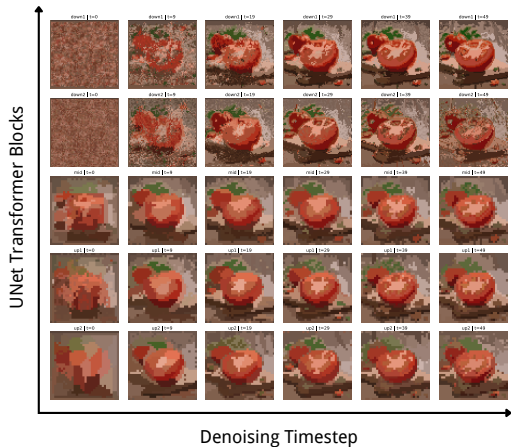 UNet Transformer Blocks
down1 | t=0
down1 | t=9
down1 | t=19
down1 | t=29
down1 | t=39
down1 | t=49
down2 | t=0
down2 | t=9
down2 | t=19
down2 | t=29
down2 | t=39
down2 | t=49
mid | t=0
mid | t=9
mid | t=19
mid | t=29
mid | t=39
mid | t=49
up1 | t=0
up1 | t=9
up1 | t=19
up1 | t=29
up1 | t=39
up1 | t=49
up2 | t=0
up2 | t=9
up2 | t=19
up2 | t=29
up2 | t=39
up2 | t=49
Denoising Timestep